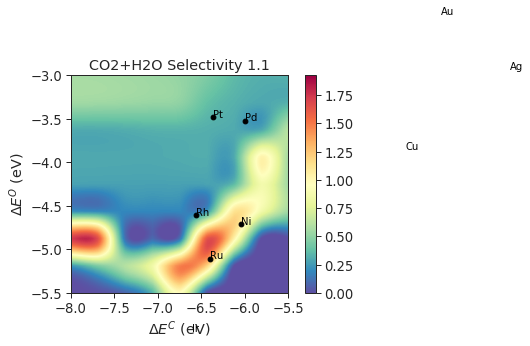 Au
CO2+H2O Selectivity 1.1
Ag
−3.0
−3.5
−4.0
−4.5
−5.0
−5.5
ΔE^O (eV)
Pt
Pd
Cu
Rh
Ni
Ru
1.75
1.50
1.25
1.00
0.75
0.50
0.25
0.00
−8.0 −7.5 −7.0 −6.5 −6.0 −5.5
ΔE^C (eV)
Ir